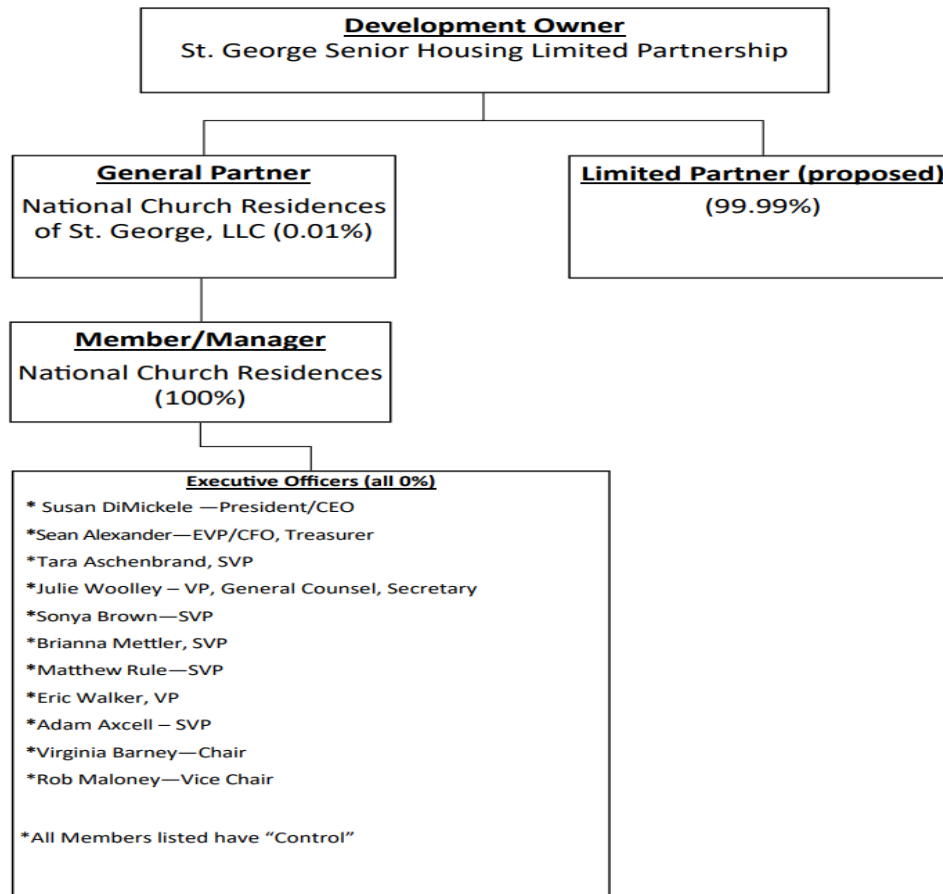 Development Owner
St. George Senior Housing Limited Partnership
General Partner
National Church Residences
of St. George, LLC (0.01%)
Limited Partner (proposed)
(99.99%)
Member/Manager
National Church Residences
(100%)
Executive Officers (all 0%)
* Susan DiMickele —President/CEO
*Sean Alexander—EVP/CFO, Treasurer
*Tara Aschenbrand, SVP
*Julie Woolley – VP, General Counsel, Secretary
*Sonya Brown—SVP
*Brianna Mettler, SVP
*Matthew Rule—SVP
*Eric Walker, VP
*Adam Axcell – SVP
*Virginia Barney—Chair
*Rob Maloney—Vice Chair
*All Members listed have “Control”